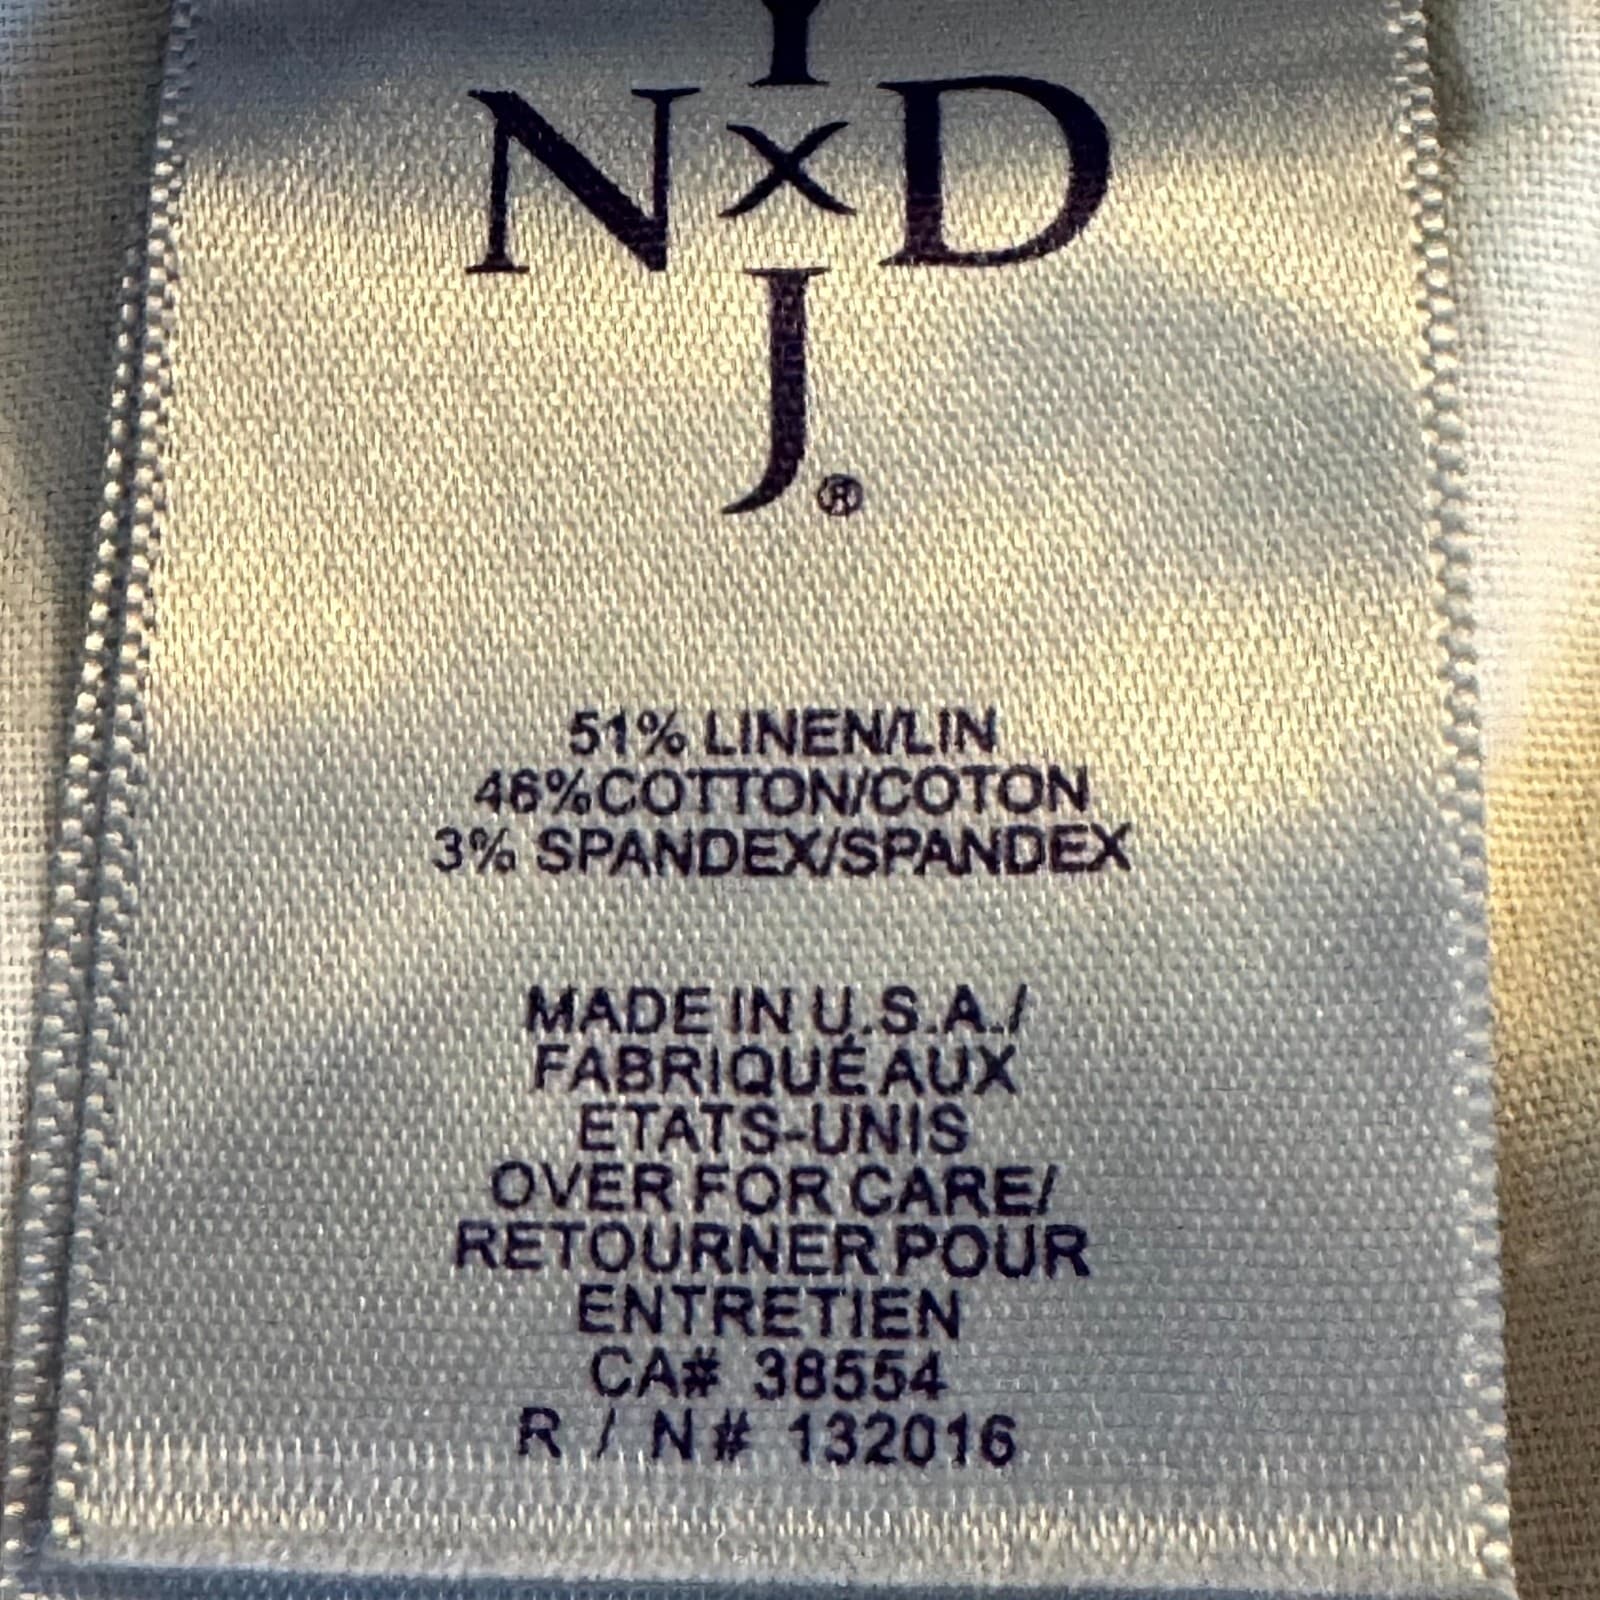 Y
N X D
J®
51% LINEN/LIN
46%COTTON/COTON
3% SPANDEX/SPANDEX
MADE IN U.S.A./
FABRIQUÉ AUX
ETATS-UNIS
OVER FOR CARE/
RETOURNER POUR
ENTRETIEN
CA# 38554
R / N# 132016